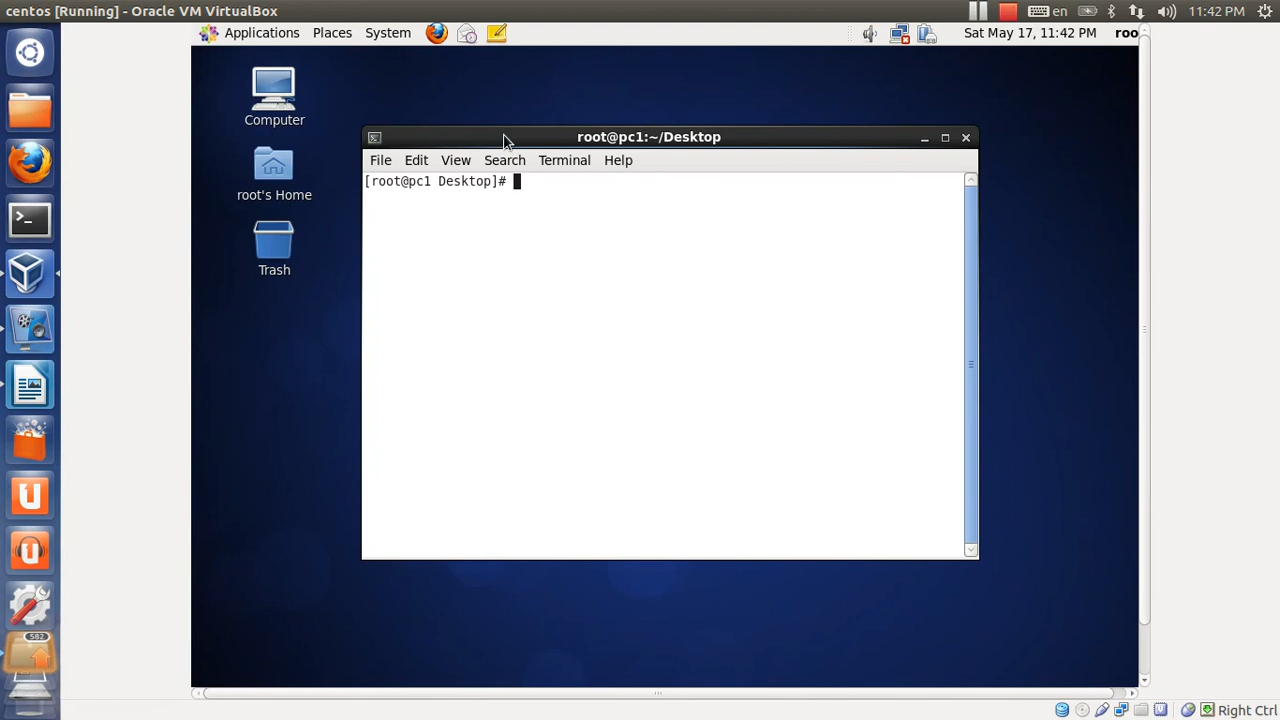 centos [Running] - Oracle VM VirtualBox
en
11:42 PM
Applications Places System
Sat May 17, 11:42 PM
roo
Computer
root's Home
Trash
root@pc1:~/Desktop
File Edit View Search Terminal Help
[root@pc1 Desktop]#
582
Right Ctrl